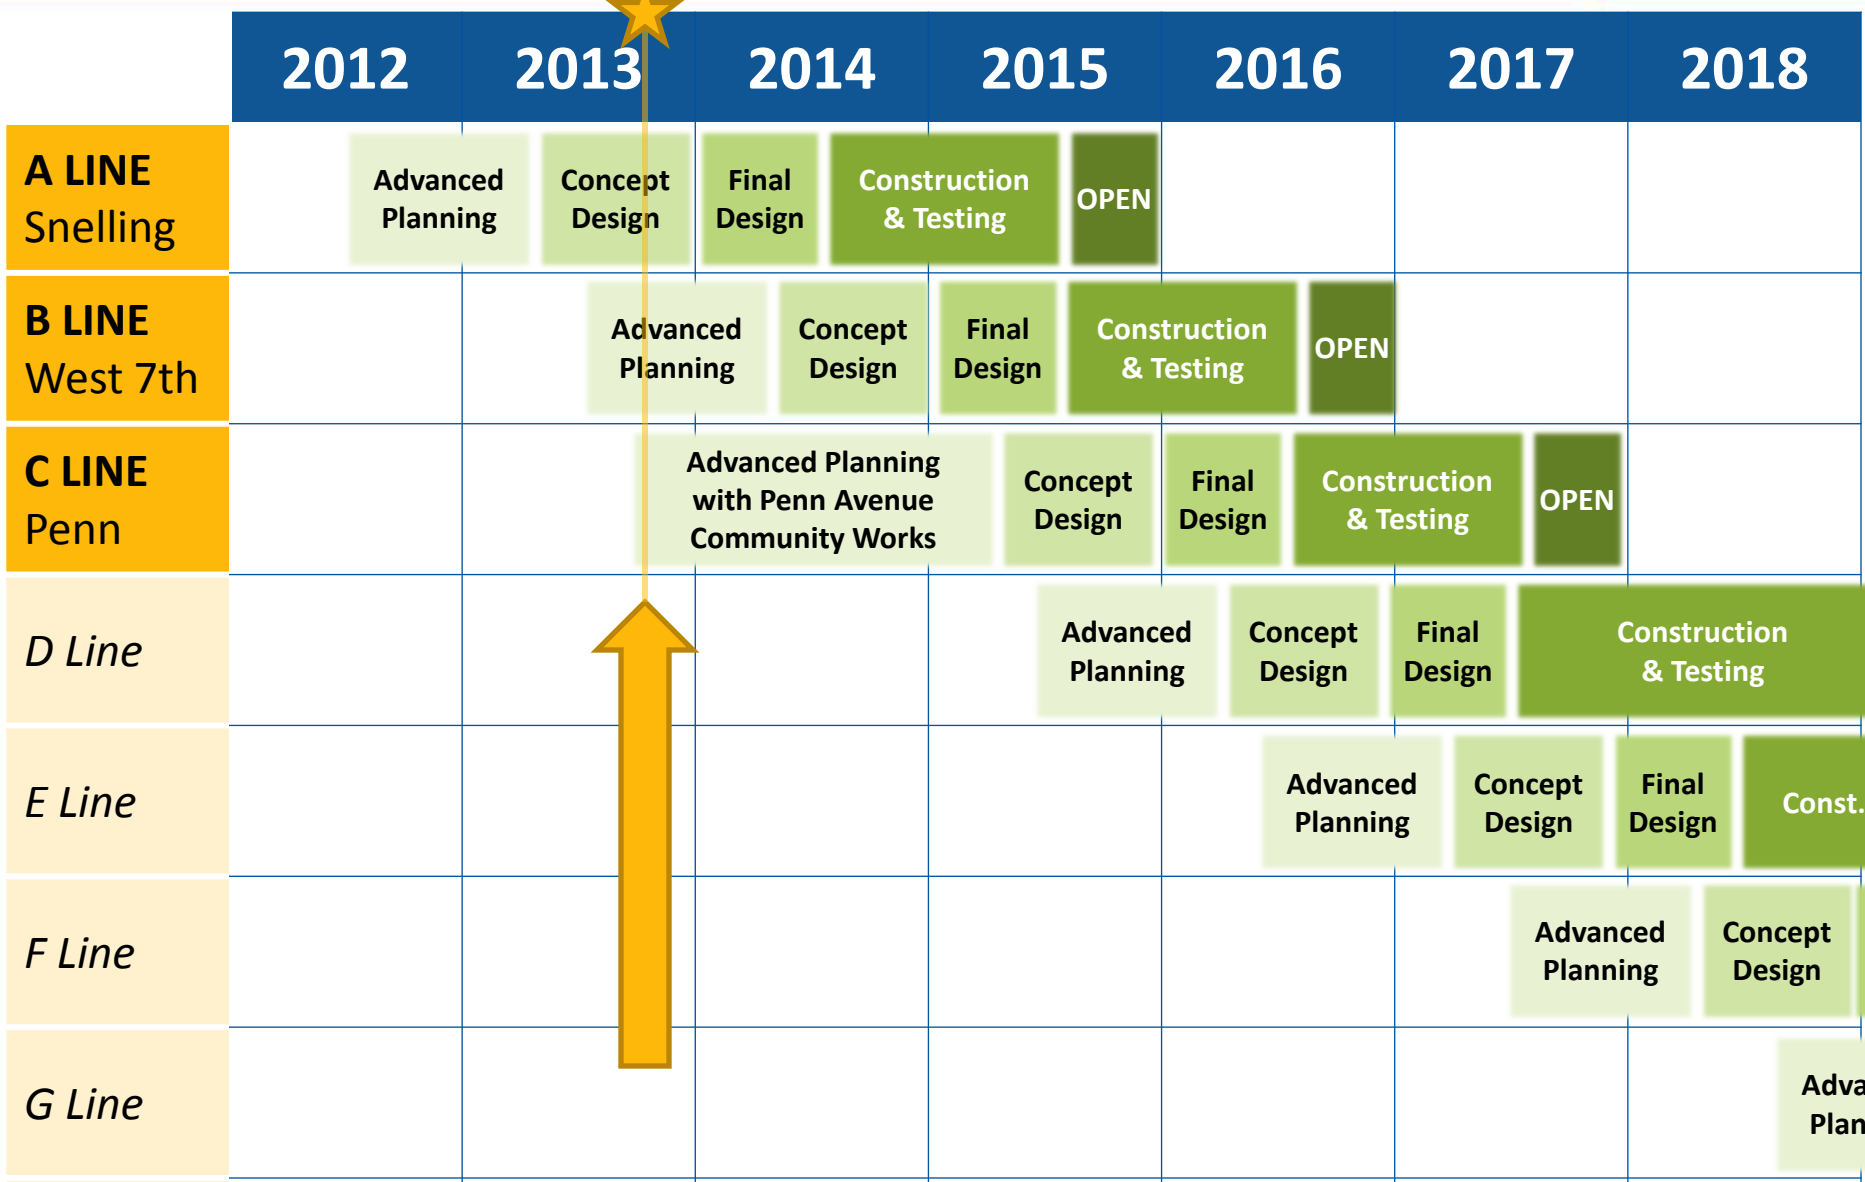 2012 2013 2014 2015 2016 2017 2018
A LINE
Snelling
Advanced
Planning
Concept
Design
Final
Design
Construction
& Testing
OPEN
B LINE
West 7th
Advanced
Planning
Concept
Design
Final
Design
Construction
& Testing
OPEN
C LINE
Penn
Advanced Planning
with Penn Avenue
Community Works
Concept
Design
Final
Design
Construction
& Testing
OPEN
D Line
Advanced
Planning
Concept
Design
Final
Design
Construction
& Testing
E Line
Advanced
Planning
Concept
Design
Final
Design
Const.
F Line
Advanced
Planning
Concept
Design
G Line
Adva
Plan